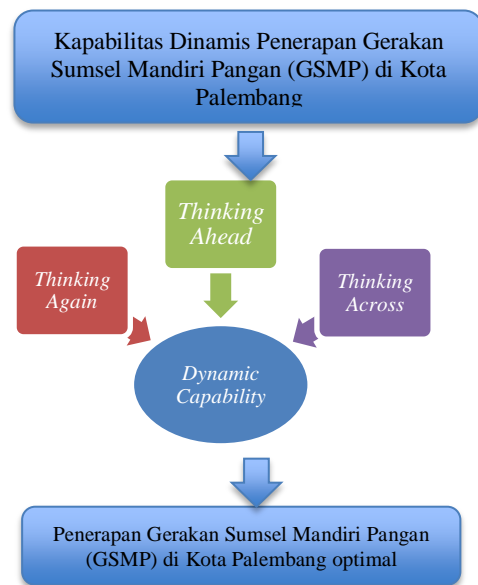 Kapabilitas Dinamis Penerapan Gerakan
Sumsel Mandiri Pangan (GSMP) di Kota
Palembang
Thinking
Ahead
Thinking
Again
Thinking
Across
Dynamic
Capability
Penerapan Gerakan Sumsel Mandiri Pangan
(GSMP) di Kota Palembang optimal